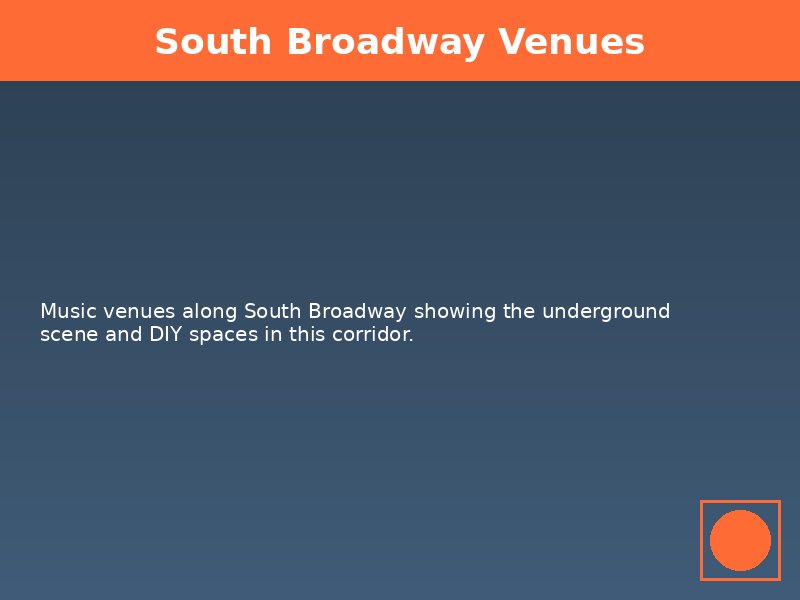 South Broadway Venues
Music venues along South Broadway showing the underground
scene and DIY spaces in this corridor.